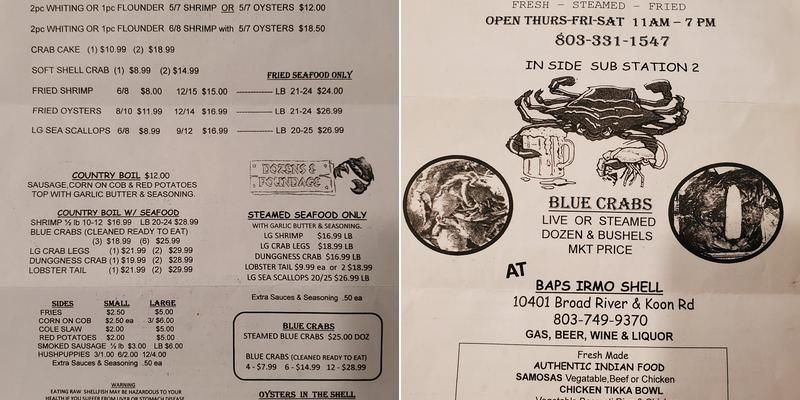 2pc WHITING OR 1pc FLOUNDER 5/7 SHRIMP OR 5/7 OYSTERS $12.00
2pc WHITING OR 1pc FLOUNDER 6/8 SHRIMP with 5/7 OYSTERS $18.50
CRAB CAKE (1) $10.99 (2) $18.99
SOFT SHELL CRAB (1) $8.99 (2) $14.99
FRIED SEAFOOD ONLY
FRIED SHRIMP 6/8 $8.00 12/15 $15.00 ---------- LB 21-24 $24.00
FRIED OYSTERS 8/10 $11.99 12/14 $16.99 ---------- LB 21-24 $26.99
LG SEA SCALLOPS 6/8 $8.99 9/12 $16.99 ---------- LB 20-25 $26.99
COUNTRY BOIL $12.00
SAUSAGE,CORN ON COB & RED POTATOES
TOP WITH GARLIC BUTTER & SEASONING.
DOZENS &
POUNDAGE
COUNTRY BOIL W/ SEAFOOD
SHRIMP ½ lb 10-12 $16.99 LB 20-24 $28.99
BLUE CRABS (CLEANED READY TO EAT)
(3) $18.99 (6) $25.99
LG CRAB LEGS (1) $21.99 (2) $29.99
DUNGGNESS CRAB (1) $19.99 (2) $28.99
LOBSTER TAIL (1) $21.99 (2) $29.99
STEAMED SEAFOOD ONLY
WITH GARLIC BUTTER & SEASONING.
LG SHRIMP $16.99 LB
LG CRAB LEGS $18.99 LB
DUNGGNESS CRAB $16.99 LB
LOBSTER TAIL $9.99 ea or 2 $18.99
LG SEA SCALLOPS 20/25 $26.99 LB
Extra Sauces & Seasoning .50 ea
SIDES SMALL LARGE
FRIES $2.50 $5.00
CORN ON COB $2.50 ea 3/ $6.00
COLE SLAW $2.00 $5.00
RED POTATOES $2.00 $5.00
SMOKED SAUSAGE ½ lb $3.00 LB $6.00
HUSHPUPPIES 3/1.00 6/2.00 12/4.00
Extra Sauces & Seasoning .50 ea
BLUE CRABS
STEAMED BLUE CRABS $25.00 DOZ
BLUE CRABS (CLEANED READY TO EAT)
4 - $7.99 6 - $14.99 12 - $28.99
WARNING
EATING RAW SHELLFISH MAY BE HAZARDOUS TO YOUR
HEALTH IF YOU SUFFER FROM LIVER OR STOMACH DISEASE
OYSTERS IN THE SHELL
FRESH - STEAMED - FRIED
OPEN THURS-FRI-SAT 11AM – 7 PM
803-331-1547
IN SIDE SUB STATION 2
BLUE CRABS
LIVE OR STEAMED
DOZEN & BUSHELS
MKT PRICE
AT
BAPS IRMO SHELL
10401 Broad River & Koon Rd
803-749-9370
GAS, BEER, WINE & LIQUOR
Fresh Made
AUTHENTIC INDIAN FOOD
SAMOSAS Vegatable,Beef or Chicken
CHICKEN TIKKA BOWL